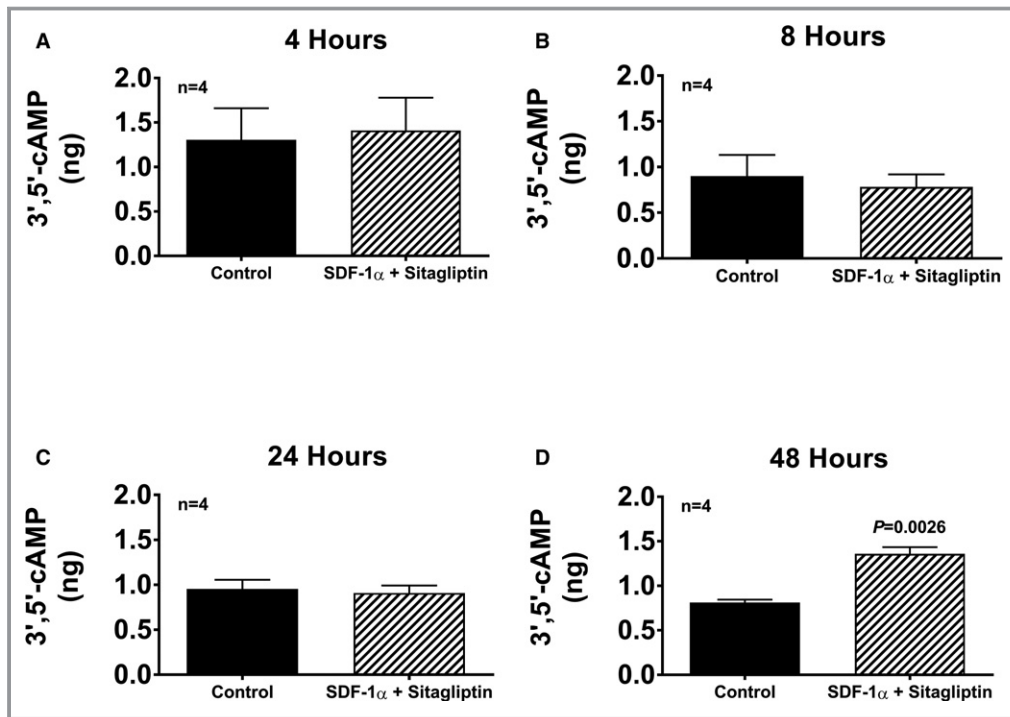 A
4 Hours
3',5'-cAMP
(ng)
2.0
1.5
1.0
0.5
0.0
n=4
Control
SDF-1α + Sitagliptin
B
8 Hours
3',5'-cAMP
(ng)
2.0
1.5
1.0
0.5
0.0
n=4
Control
SDF-1α + Sitagliptin
C
24 Hours
3',5'-cAMP
(ng)
2.0
1.5
1.0
0.5
0.0
n=4
Control
SDF-1α + Sitagliptin
D
48 Hours
3',5'-cAMP
(ng)
2.0
1.5
1.0
0.5
0.0
n=4
P=0.0026
Control
SDF-1α + Sitagliptin